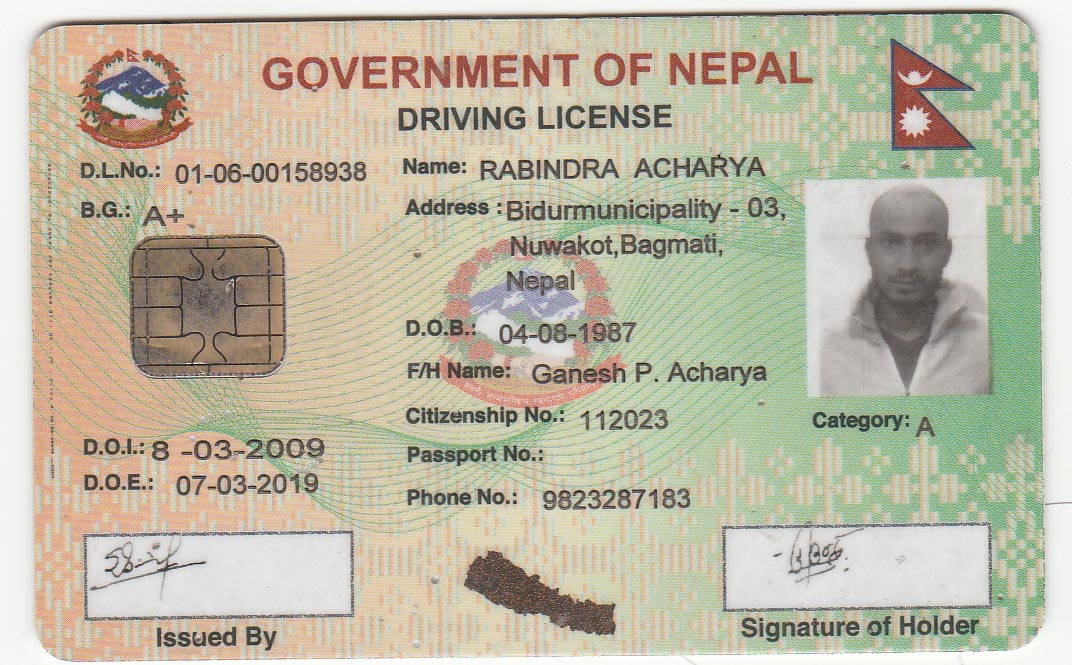 GOVERNMENT OF NEPAL
DRIVING LICENSE
D.L.No.: 01-06-00158938
B.G.: A+
Name: RABINDRA ACHARYA
Address : Bidurmunicipality - 03,
Nuwakot,Bagmati,
Nepal
D.O.B.: 04-08-1987
F/H Name: Ganesh P. Acharya
Citizenship No.: 112023
Category: A
D.O.I.: 8 -03-2009
Passport No.:
D.O.E.: 07-03-2019
Phone No.: 9823287183
Issued By
Signature of Holder